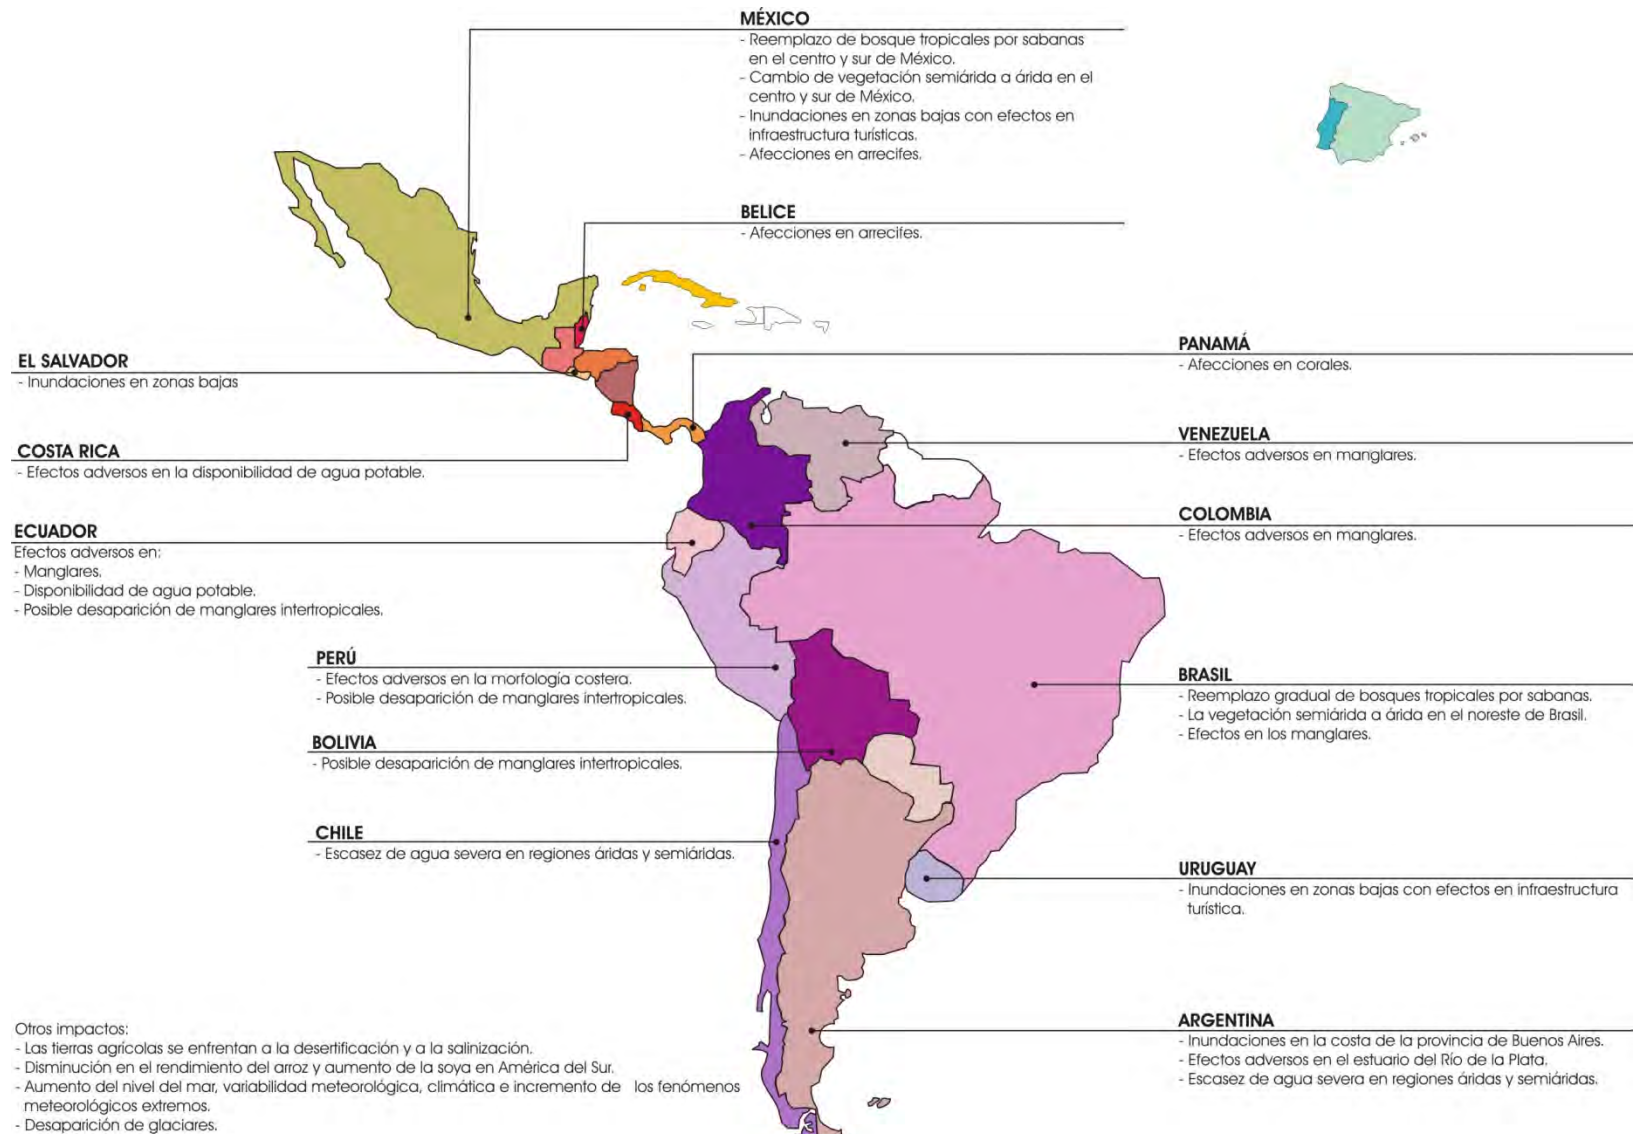 MÉXICO
- Reemplazo de bosque tropicales por sabanas
en el centro y sur de México.
- Cambio de vegetación semiárida a árida en el
centro y sur de México.
- Inundaciones en zonas bajas con efectos en
infraestructura turísticas.
- Afecciones en arrecifes.
BELICE
- Afecciones en arrecifes.
EL SALVADOR
- Inundaciones en zonas bajas
PANAMÁ
- Afecciones en corales.
COSTA RICA
- Efectos adversos en la disponibilidad de agua potable.
VENEZUELA
- Efectos adversos en manglares.
COLOMBIA
- Efectos adversos en manglares.
ECUADOR
Efectos adversos en:
- Manglares.
- Disponibilidad de agua potable.
- Posible desaparición de manglares intertropicales.
PERÚ
- Efectos adversos en la morfología costera.
- Posible desaparición de manglares intertropicales.
BRASIL
- Reemplazo gradual de bosques tropicales por sabanas.
- La vegetación semiárida a árida en el noreste de Brasil.
- Efectos en los manglares.
BOLIVIA
- Posible desaparición de manglares intertropicales.
CHILE
- Escasez de agua severa en regiones áridas y semiáridas.
URUGUAY
- Inundaciones en zonas bajas con efectos en infraestructura
turística.
ARGENTINA
- Inundaciones en la costa de la provincia de Buenos Aires.
- Efectos adversos en el estuario del Río de la Plata.
- Escasez de agua severa en regiones áridas y semiáridas.
Otros impactos:
- Las tierras agrícolas se enfrentan a la desertificación y a la salinización.
- Disminución en el rendimiento del arroz y aumento de la soya en América del Sur.
- Aumento del nivel del mar, variabilidad meteorológica, climática e incremento de los fenómenos
meteorológicos extremos.
- Desaparición de glaciares.